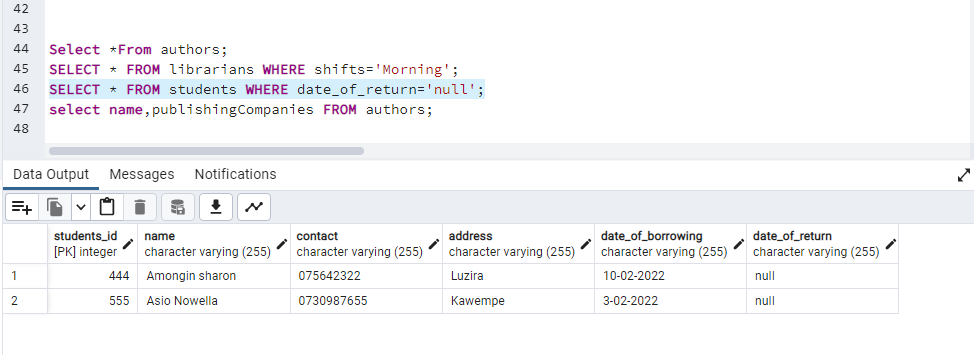 42
43
44 Select *From authors;
45 SELECT * FROM librarians WHERE shifts='Morning';
46 SELECT * FROM students WHERE date_of_return='null';
47 select name,publishingCompanies FROM authors;
48
Data Output Messages Notifications
students_id name contact address date_of_borrowing date_of_return
[PK] integer character varying (255) character varying (255) character varying (255) character varying (255) character varying (255)
1 444 Amongin sharon 075642322 Luzira 10-02-2022 null
2 555 Asio Nowella 0730987655 Kawempe 3-02-2022 null